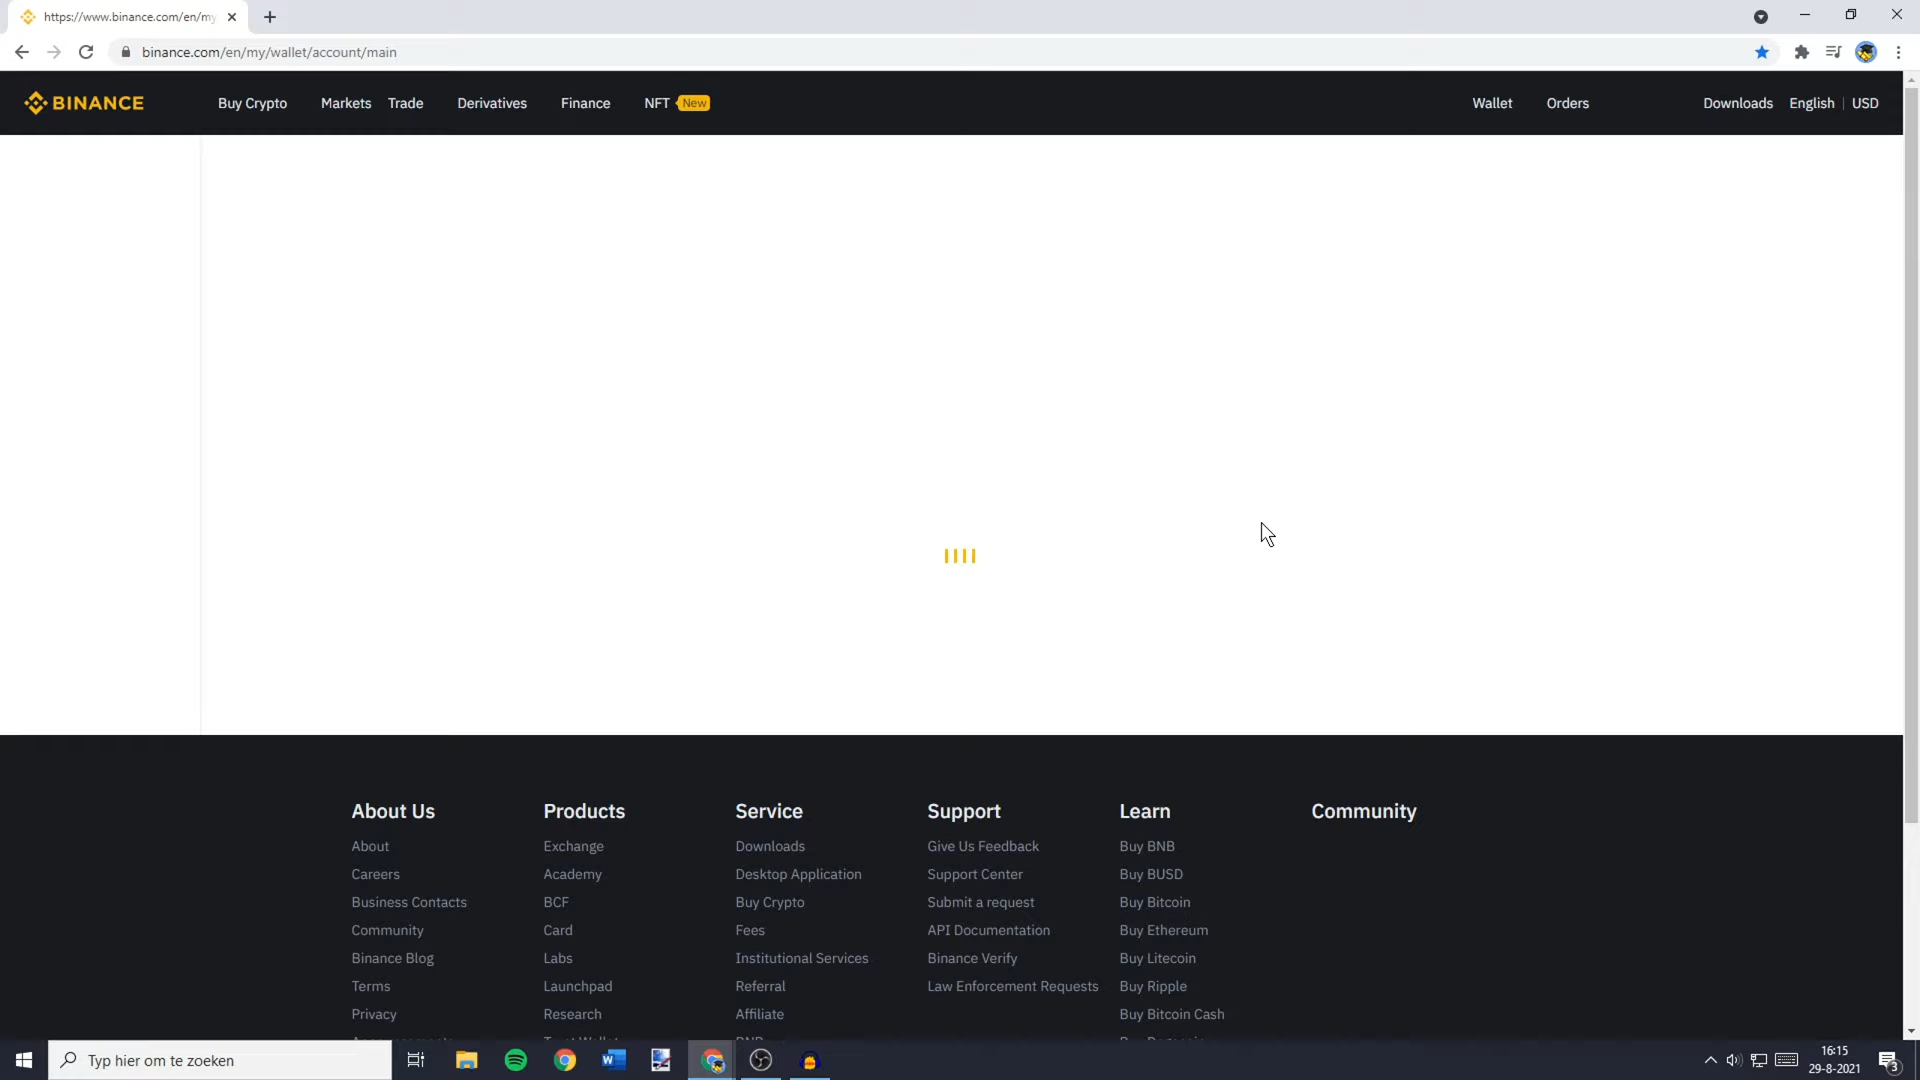 https://www.binance.com/en/my
binance.com/en/my/wallet/account/main
BINANCE
Buy Crypto
Markets
Trade
Derivatives
Finance
NFT
New
Wallet
Orders
Downloads
English
USD
About Us
About
Careers
Business Contacts
Community
Binance Blog
Terms
Privacy
Products
Exchange
Academy
BCF
Card
Labs
Launchpad
Research
Service
Downloads
Desktop Application
Buy Crypto
Fees
Institutional Services
Referral
Affiliate
Support
Give Us Feedback
Support Center
Submit a request
API Documentation
Binance Verify
Law Enforcement Requests
Learn
Buy BNB
Buy BUSD
Buy Bitcoin
Buy Ethereum
Buy Litecoin
Buy Ripple
Buy Bitcoin Cash
Community
Typ hier om te zoeken
16:15
29-8-2021
3